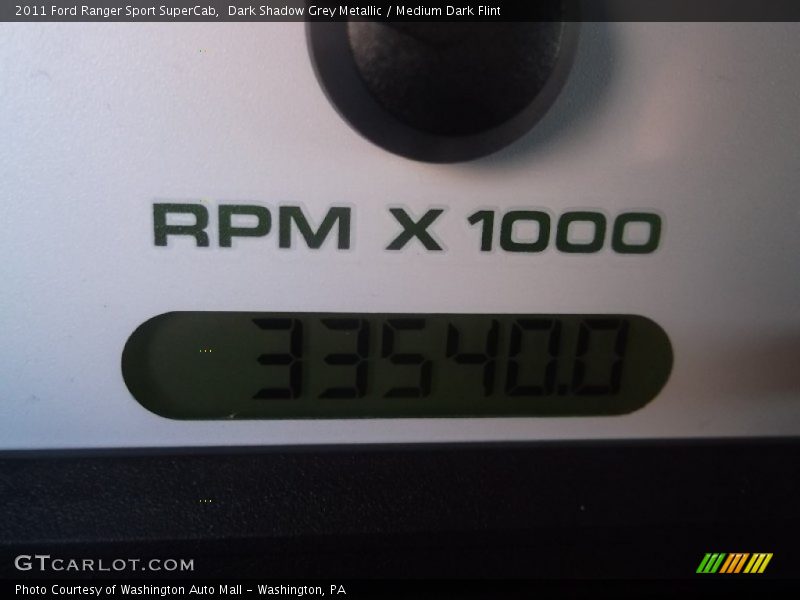 2011 Ford Ranger Sport SuperCab,  Dark Shadow Grey Metallic / Medium Dark Flint
RPM X 1000
33540.0
GTCARLOT.COM
Photo Courtesy of Washington Auto Mall - Washington, PA